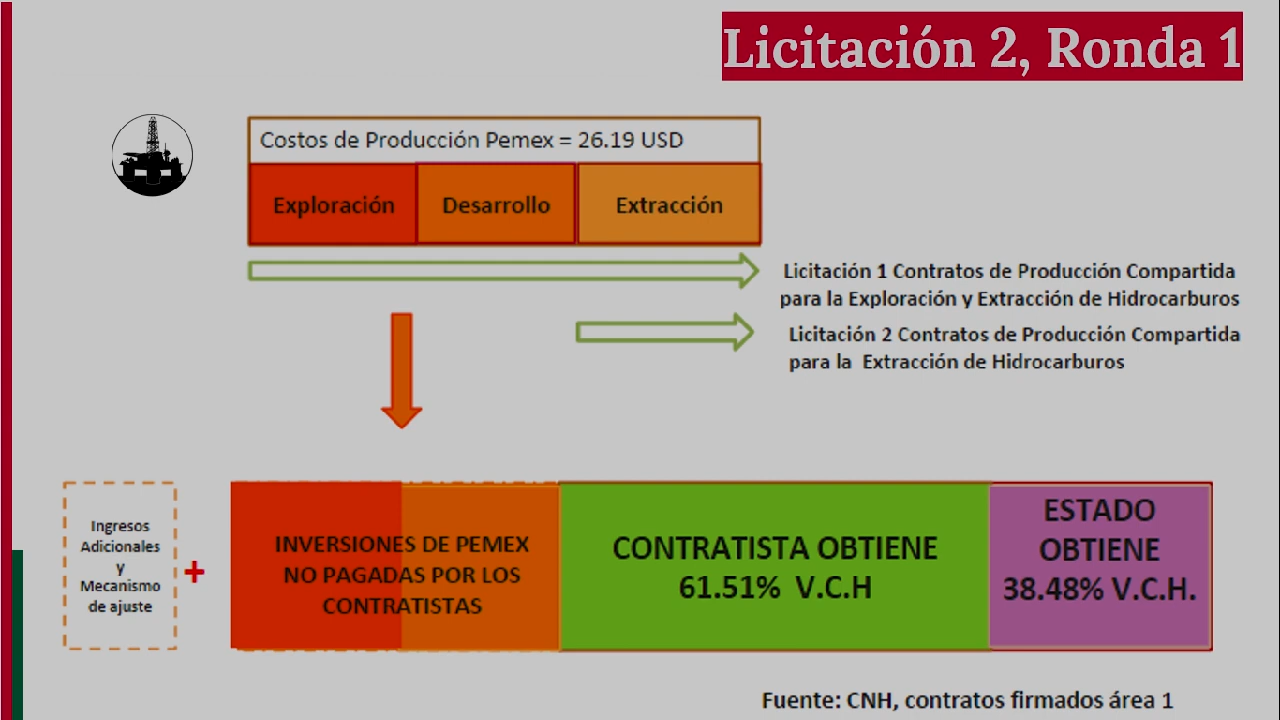 Licitación 2, Ronda 1
Costos de Producción Pemex = 26.19 USD
Exploración
Desarrollo
Extracción
Licitación 1 Contratos de Producción Compartida
para la Exploración y Extracción de Hidrocarburos
Licitación 2 Contratos de Producción Compartida
para la Extracción de Hidrocarburos
Ingresos
Adicionales
y
Mecanismo
de ajuste
+
INVERSIONES DE PEMEX
NO PAGADAS POR LOS
CONTRATISTAS
CONTRATISTA OBTIENE
61.51% V.C.H
ESTADO
OBTIENE
38.48% V.C.H.
Fuente: CNH, contratos firmados área 1